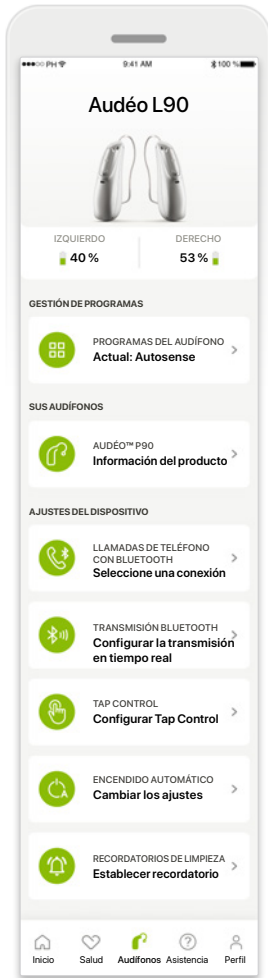 PH
9:41 AM
100 %
Audéo L90
IZQUIERDO
DERECHO
40 %
53 %
GESTIÓN DE PROGRAMAS
PROGRAMAS DEL AUDÍFONO
Actual: Autosense
SUS AUDÍFONOS
AUDÉO™ P90
Información del producto
AJUSTES DEL DISPOSITIVO
LLAMADAS DE TELÉFONO
CON BLUETOOTH
Seleccione una conexión
TRANSMISIÓN BLUETOOTH
Configurar la transmisión
en tiempo real
TAP CONTROL
Configurar Tap Control
ENCENDIDO AUTOMÁTICO
Cambiar los ajustes
RECORDATORIOS DE LIMPIEZA
Establecer recordatorio
Inicio
Salud
Audífonos
Asistencia
Perfil